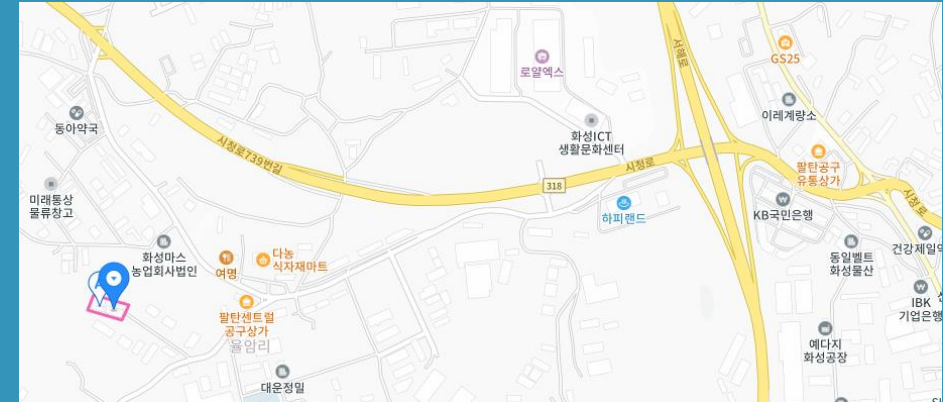 서해로
GS25
로얄엑스
이레계량소
동아약국
화성ICT
생활문화센터
시청로739번길
시청로
팔탄공구
유통상가
318
미래통상
물류창고
하피랜드
KB국민은행
시청로
화성마스
농업회사법인
여명
다농
식자재마트
동일벨트
화성물산
건강제일
IBK
기업은행
팔탄센트럴
공구상가
율암리
예다지
화성공장
대운정밀